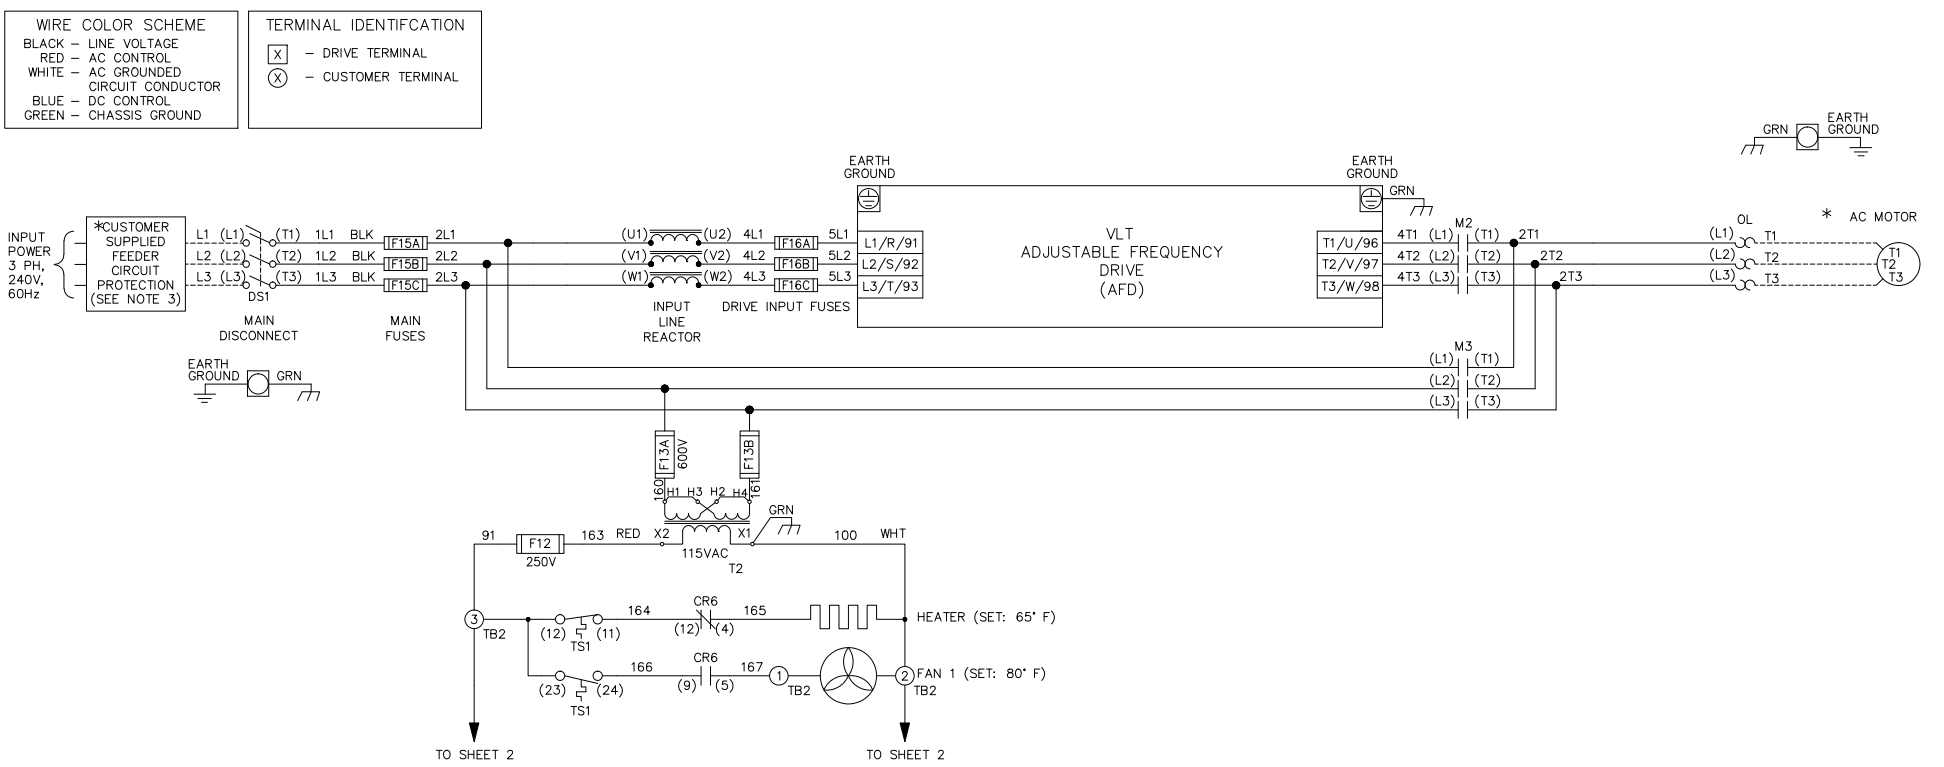 WIRE COLOR SCHEME
BLACK – LINE VOLTAGE
RED – AC CONTROL
WHITE – AC GROUNDED
CIRCUIT CONDUCTOR
BLUE – DC CONTROL
GREEN – CHASSIS GROUND
TERMINAL IDENTIFCATION
X – DRIVE TERMINAL
X – CUSTOMER TERMINAL
EARTH
GRN GROUND
EARTH
GROUND
EARTH
GROUND
GRN
INPUT
POWER
3 PH,
240V,
60Hz
*CUSTOMER
SUPPLIED
FEEDER
CIRCUIT
PROTECTION
(SEE NOTE 3)
L1 (L1) (T1) 1L1 BLK F15A 2L1 (U1) (U2) 4L1 F16A 5L1 L1/R/91
L2 (L2) (T2) 1L2 BLK F15B 2L2 (V1) (V2) 4L2 F16B 5L2 L2/S/92
L3 (L3) (T3) 1L3 BLK F15C 2L3 (W1) (W2) 4L3 F16C 5L3 L3/T/93
DS1
MAIN
DISCONNECT
MAIN
FUSES
INPUT
LINE
REACTOR
DRIVE INPUT FUSES
VLT
ADJUSTABLE FREQUENCY
DRIVE
(AFD)
M2
OL
* AC MOTOR
T1/U/96 4T1 (L1) (T1) 2T1 (L1) T1 T1
T2/V/97 4T2 (L2) (T2) 2T2 (L2) T2 T2
T3/W/98 4T3 (L3) (T3) 2T3 (L3) T3 T3
M3
(L1) (T1)
(L2) (T2)
(L3) (T3)
EARTH
GROUND GRN
F13A
600V
F13B
160
161
H1 H3 H2 H4
GRN
91 F12 163 RED X2 X1 100 WHT
250V
115VAC
T2
3
TB2
164 CR6 165
(12) (11) (12) (4)
TS1
HEATER (SET: 65° F)
166 CR6 167
(23) (24) (9) (5)
TS1
1
TB2
2
TB2
FAN 1 (SET: 80° F)
TO SHEET 2
TO SHEET 2